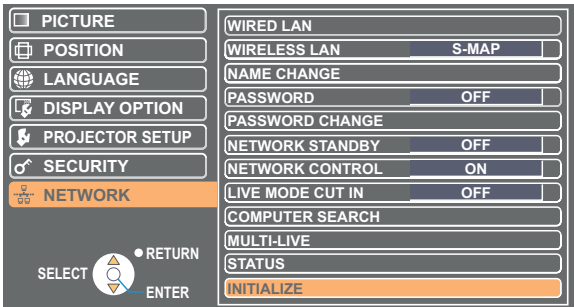 PICTURE
POSITION
LANGUAGE
DISPLAY OPTION
PROJECTOR SETUP
SECURITY
NETWORK
RETURN
SELECT
ENTER
WIRED LAN
WIRELESS LAN S-MAP
NAME CHANGE
PASSWORD OFF
PASSWORD CHANGE
NETWORK STANDBY OFF
NETWORK CONTROL ON
LIVE MODE CUT IN OFF
COMPUTER SEARCH
MULTI-LIVE
STATUS
INITIALIZE